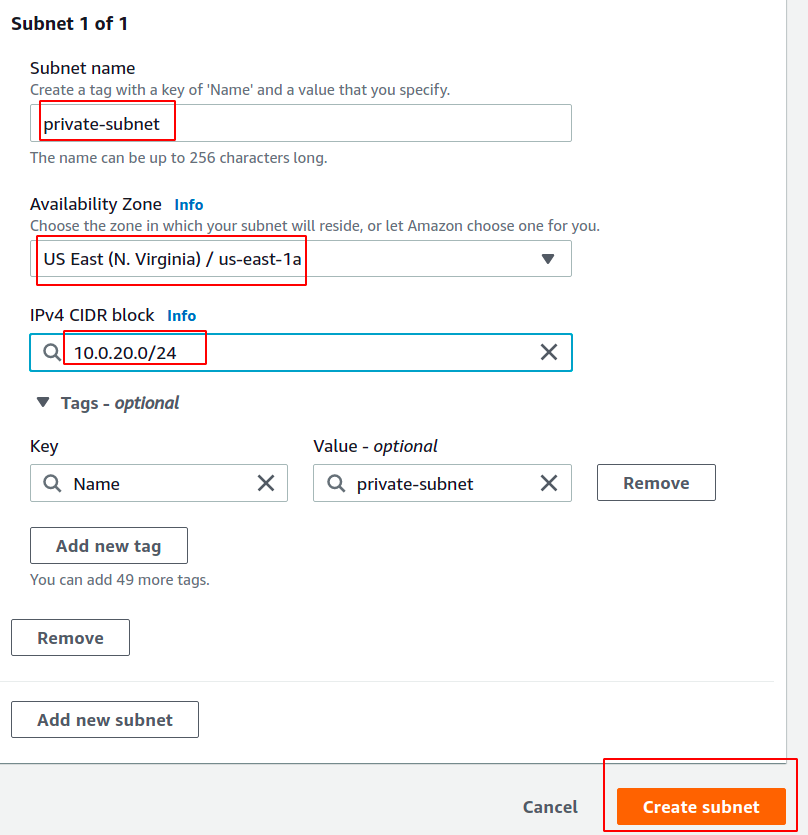 Subnet 1 of 1
Subnet name
Create a tag with a key of 'Name' and a value that you specify.
private-subnet
The name can be up to 256 characters long.
Availability Zone Info
Choose the zone in which your subnet will reside, or let Amazon choose one for you.
US East (N. Virginia) / us-east-1a
IPv4 CIDR block Info
10.0.20.0/24
Tags - optional
Key Value - optional
Name private-subnet Remove
Add new tag
You can add 49 more tags.
Remove
Add new subnet
Cancel Create subnet